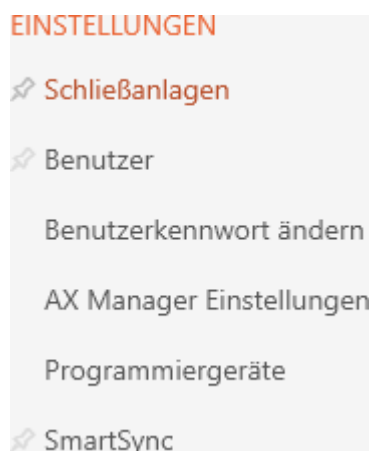 EINSTELLUNGEN
Schließanlagen
Benutzer
Benutzerkennwort ändern
AX Manager Einstellungen
Programmiergeräte
SmartSync